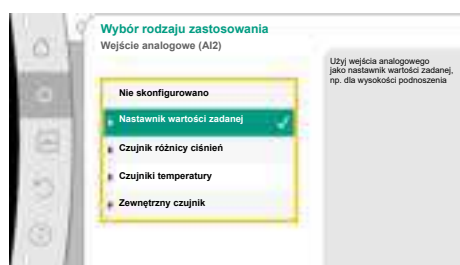 Wybór rodzaju zastosowania
Wejście analogowe (AI2)
Nie skonfigurowano
Nastawnik wartości zadanej
Czujnik różnicy ciśnień
Czujniki temperatury
Zewnętrzny czujnik
Użyj wejścia analogowego
jako nastawnik wartości zadanej,
np. dla wysokości podnoszenia